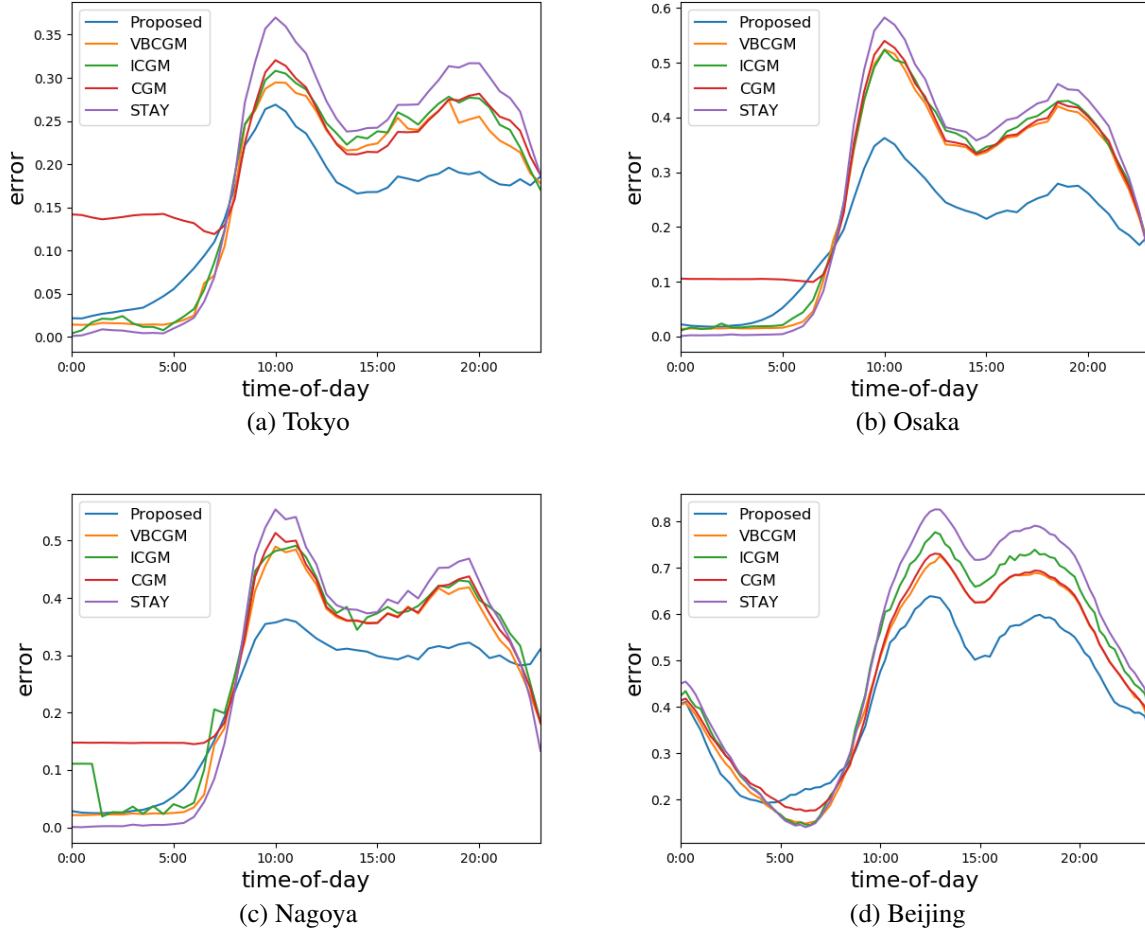 Proposed
VBCGM
ICGM
CGM
STAY
error
0.35
0.30
0.25
0.20
0.15
0.10
0.05
0.00
0:00 5:00 10:00 15:00 20:00
time-of-day
(a) Tokyo
Proposed
VBCGM
ICGM
CGM
STAY
error
0.6
0.5
0.4
0.3
0.2
0.1
0.0
0:00 5:00 10:00 15:00 20:00
time-of-day
(b) Osaka
Proposed
VBCGM
ICGM
CGM
STAY
error
0.5
0.4
0.3
0.2
0.1
0.0
0:00 5:00 10:00 15:00 20:00
time-of-day
(c) Nagoya
Proposed
VBCGM
ICGM
CGM
STAY
error
0.8
0.7
0.6
0.5
0.4
0.3
0.2
0:00 5:00 10:00 15:00 20:00
time-of-day
(d) Beijing